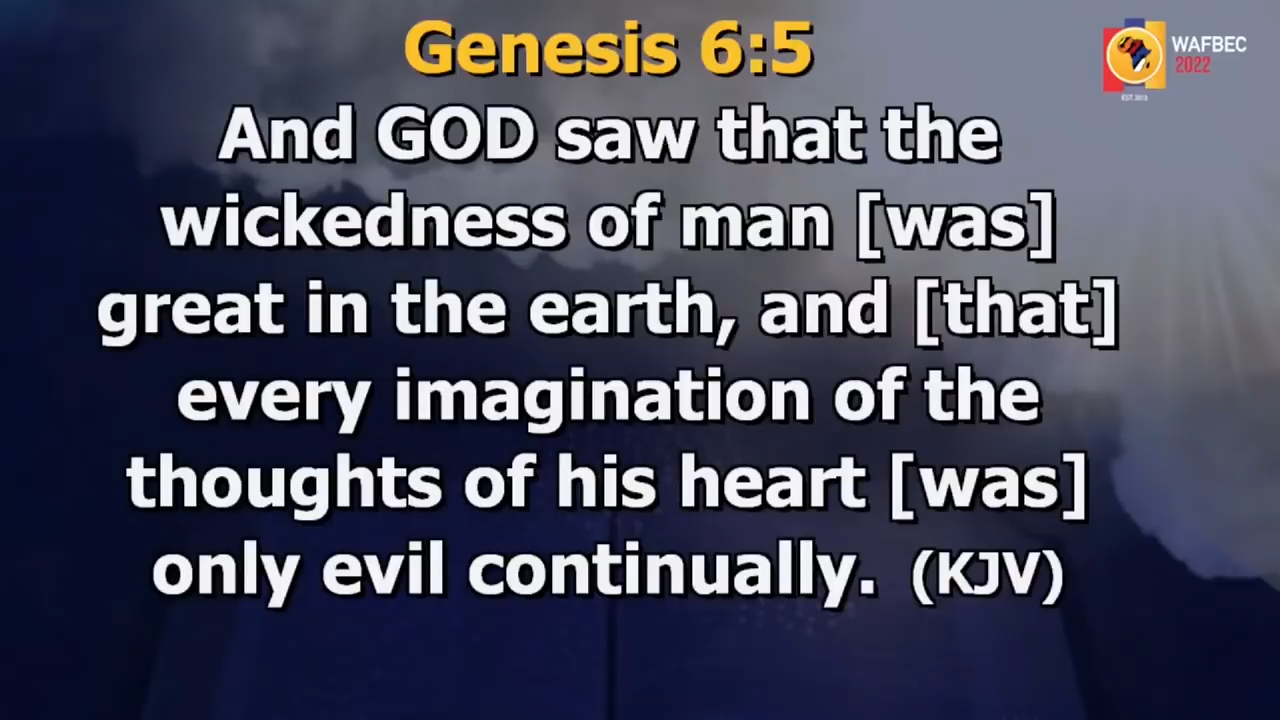 Genesis 6:5
And GOD saw that the
wickedness of man [was]
great in the earth, and [that]
every imagination of the
thoughts of his heart [was]
only evil continually. (KJV)
WAFBEC
2022